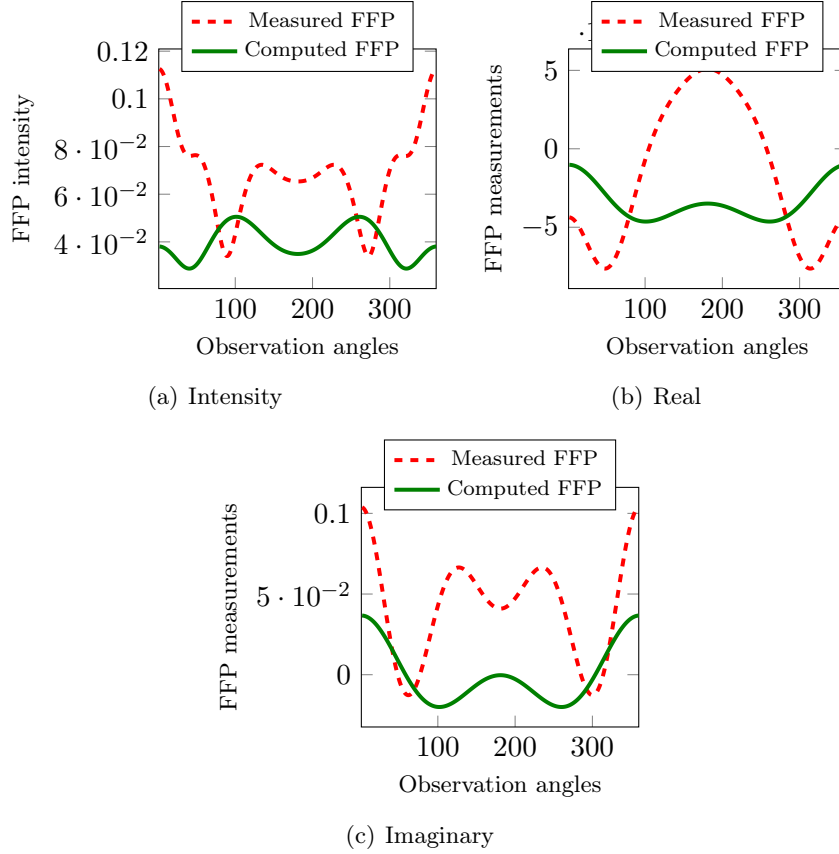 Measured FFP
Computed FFP
0.12
0.1
8 · 10⁻²
6 · 10⁻²
4 · 10⁻²
FFP intensity
100 200 300
Observation angles
(a) Intensity
Measured FFP
Computed FFP
5
0
−5
FFP measurements
100 200 300
Observation angles
(b) Real
Measured FFP
Computed FFP
0.1
5 · 10⁻²
0
FFP measurements
100 200 300
Observation angles
(c) Imaginary